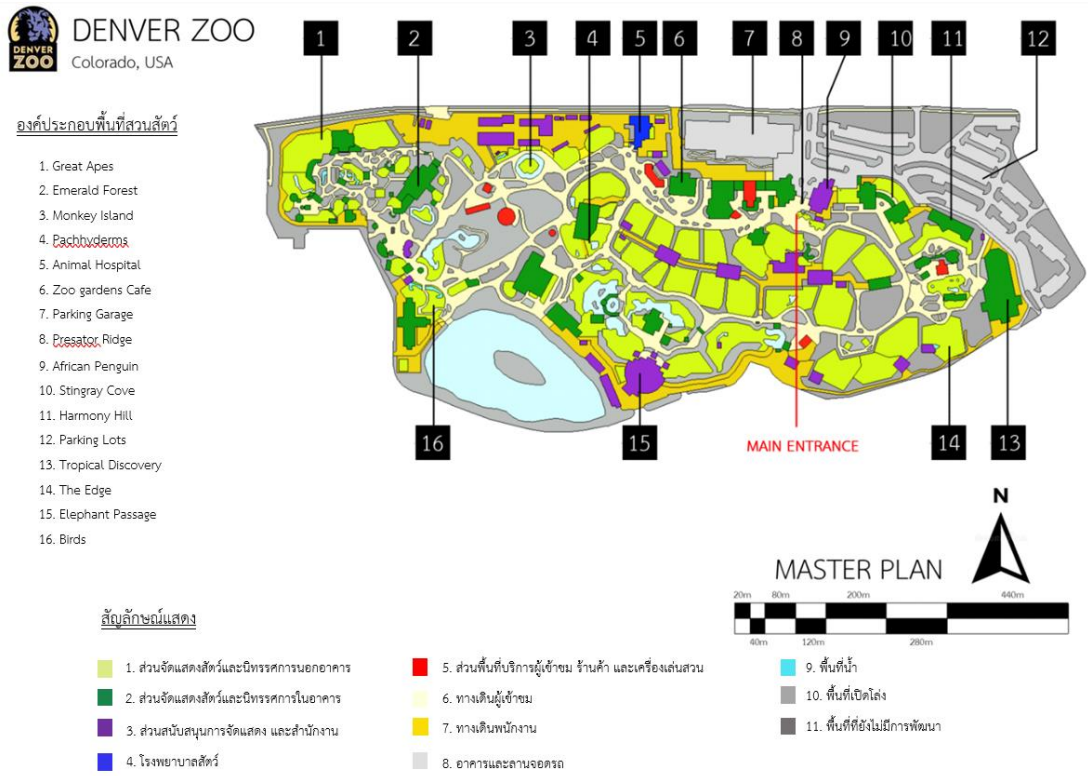 DENVER ZOO
DENVER ZOO
Colorado, USA
1 2 3 4 5 6 7 8 9 10 11 12
องค์ประกอบพื้นที่สวนสัตว์
1. Great Apes
2. Emerald Forest
3. Monkey Island
4. Pachhyderms
5. Animal Hospital
6. Zoo gardens Cafe
7. Parking Garage
8. Presator Ridge
9. African Penguin
10. Stingray Cove
11. Harmony Hill
12. Parking Lots
13. Tropical Discovery
14. The Edge
15. Elephant Passage
16. Birds
16 15 14 13
MAIN ENTRANCE
N
MASTER PLAN
20m 80m 200m 440m
40m 120m 280m
สัญลักษณ์แสดง
1. ส่วนจัดแสดงสัตว์และนิทรรศการนอกอาคาร
2. ส่วนจัดแสดงสัตว์และนิทรรศการในอาคาร
3. ส่วนสนับสนุนการจัดแสดง และสำนักงาน
4. โรงพยาบาลสัตว์
5. ส่วนพื้นที่บริการผู้เข้าชม ร้านค้า และเครื่องเล่นสวน
6. ทางเดินผู้เข้าชม
7. ทางเดินพนักงาน
8. อาคารและลานจอดรถ
9. พื้นที่น้ำ
10. พื้นที่เปิดโล่ง
11. พื้นที่ที่ยังไม่มีการพัฒนา